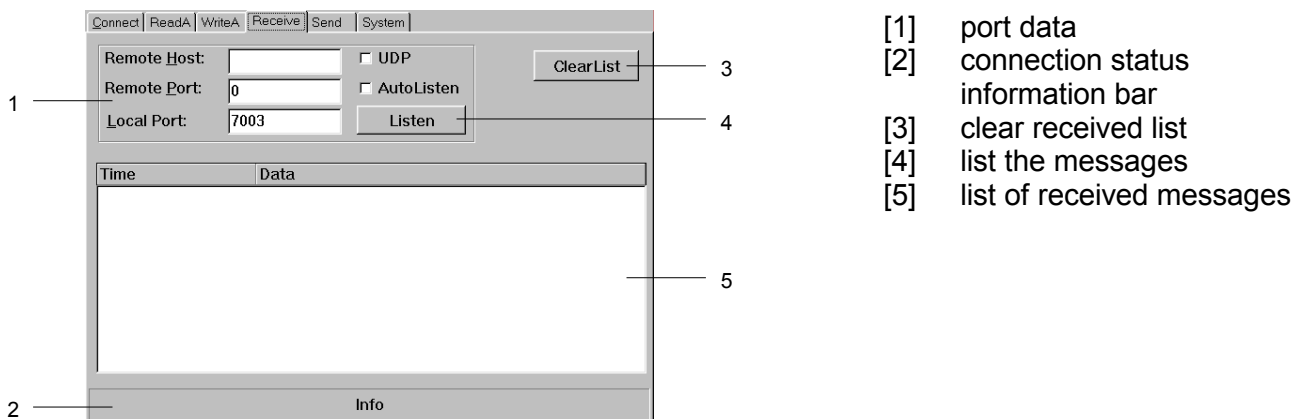 Connect ReadA WriteA Receive Send System
Remote Host: UDP ClearList 3
Remote Port: 0 AutoListen
1
Local Port: 7003 Listen 4
Time Data
5
2 Info
[1] port data
[2] connection status
information bar
[3] clear received list
[4] list the messages
[5] list of received messages